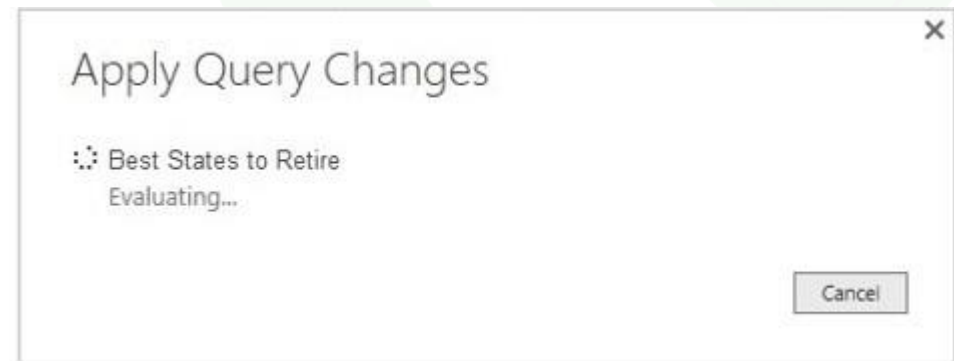 Apply Query Changes
Best States to Retire
Evaluating...
Cancel